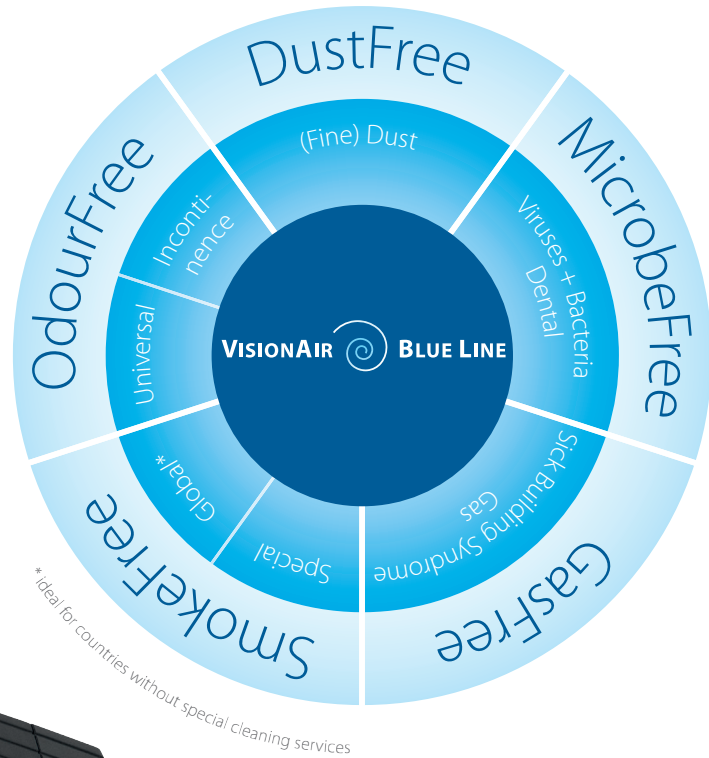 DustFree
(Fine) Dust
MicrobeFree
Viruses + Bacteria
Dental
GasFree
Sick Building Syndrome
Gas
SmokeFree
Special
Global*
OdourFree
Universal
Inconti-
nence
VISIONAIR BLUE LINE
* ideal for countries without special cleaning services